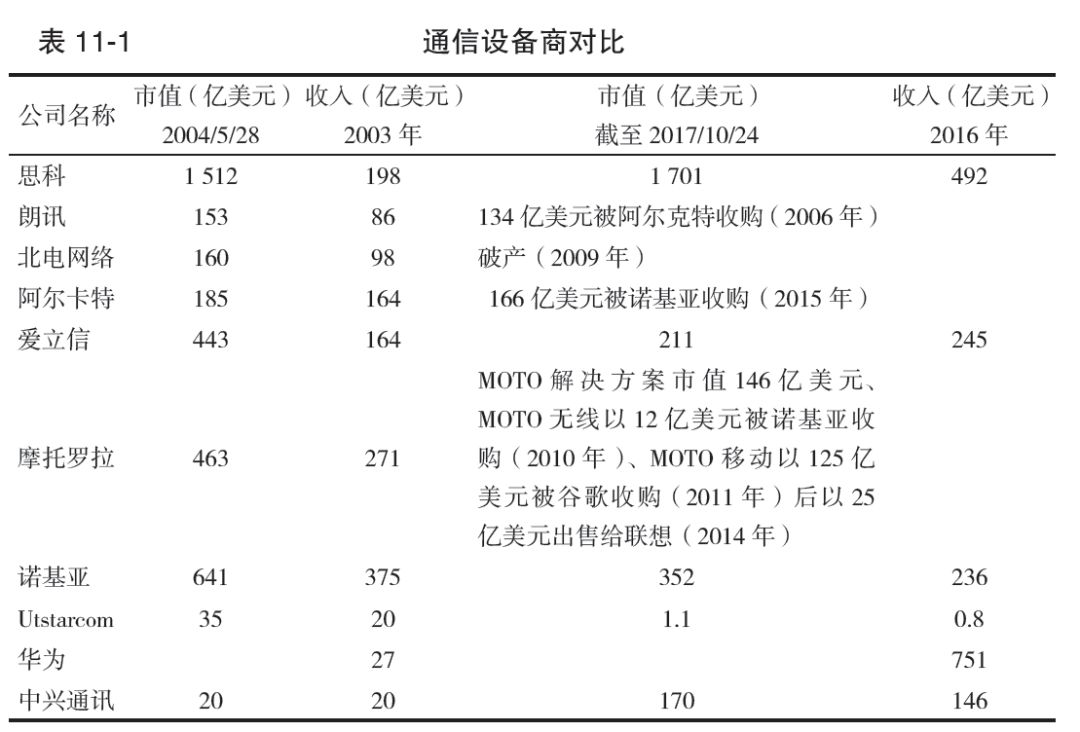 表 11-1 通信设备商对比
公司名称 市值（亿美元） 收入（亿美元） 市值（亿美元） 收入（亿美元）
2004/5/28 2003 年 截至 2017/10/24 2016 年
思科 1 512 198 1 701 492
朗讯 153 86 134 亿美元被阿尔克特收购（2006 年）
北电网络 160 98 破产（2009 年）
阿尔卡特 185 164 166 亿美元被诺基亚收购（2015 年）
爱立信 443 164 211 245
MOTO 解决方案市值 146 亿美元、
MOTO 无线以 12 亿美元被诺基亚收
摩托罗拉 463 271 购（2010 年）、MOTO 移动以 125 亿
美元被谷歌收购（2011 年）后以 25
亿美元出售给联想（2014 年）
诺基亚 641 375 352 236
Utstarcom 35 20 1.1 0.8
华为 27 751
中兴通讯 20 20 170 146